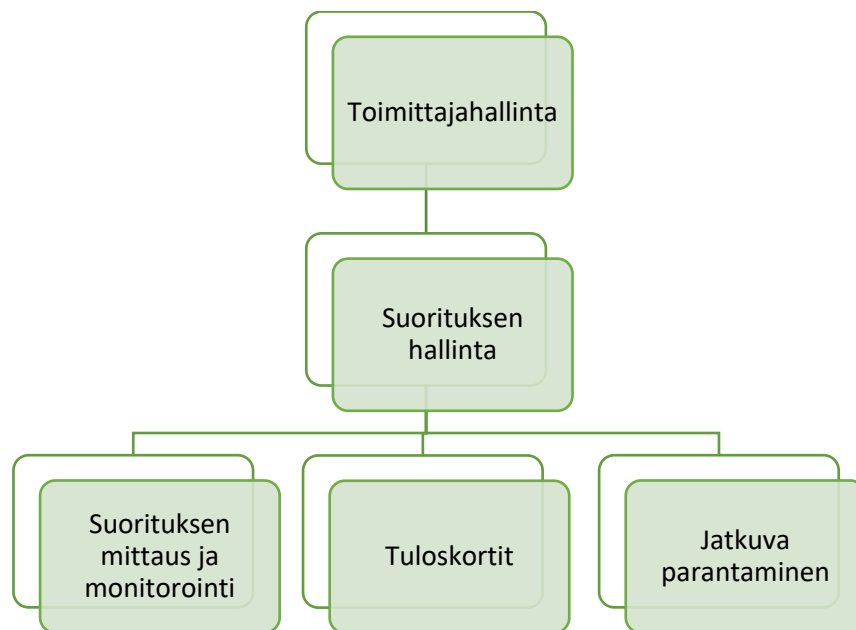 Toimittajahallinta
Suorituksen
hallinta
Suorituksen
mittaus ja
monitorointi
Tuloskortit
Jatkuva
parantaminen